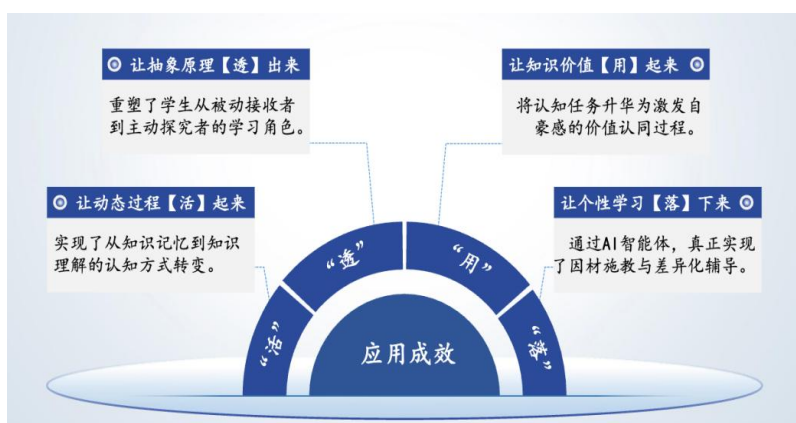 让抽象原理【透】出来
重塑了学生从被动接收者
到主动探究者的学习角色。
让知识价值【用】起来
将认知任务升华为激发自
豪感的价值认同过程。
让动态过程【活】起来
实现了从知识记忆到知识
理解的认知方式转变。
让个性学习【落】下来
通过AI智能体，真正实现
了因材施教与差异化辅导。
“活”
“透”
“用”
“落”
应用成效